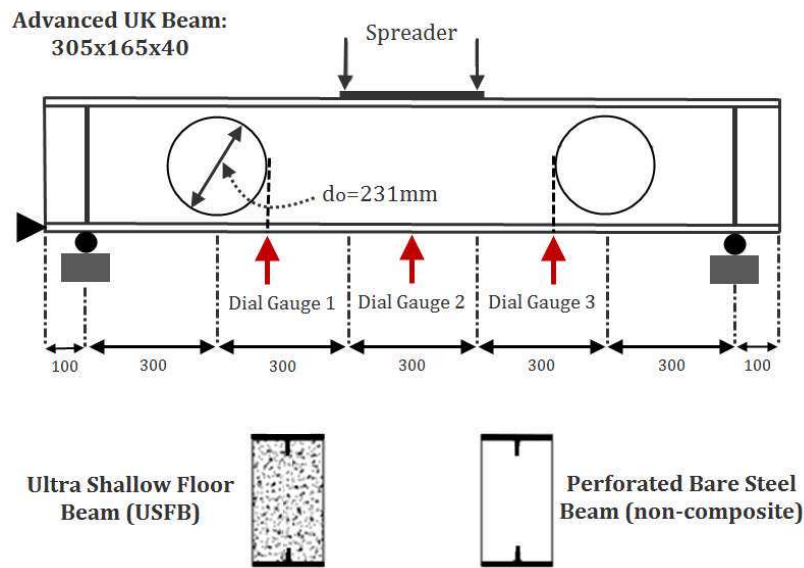 Advanced UK Beam:
305x165x40
Spreader
do=231mm
Dial Gauge 1
Dial Gauge 2
Dial Gauge 3
100
300
300
300
300
300
100
Ultra Shallow Floor
Beam (USFB)
Perforated Bare Steel
Beam (non-composite)